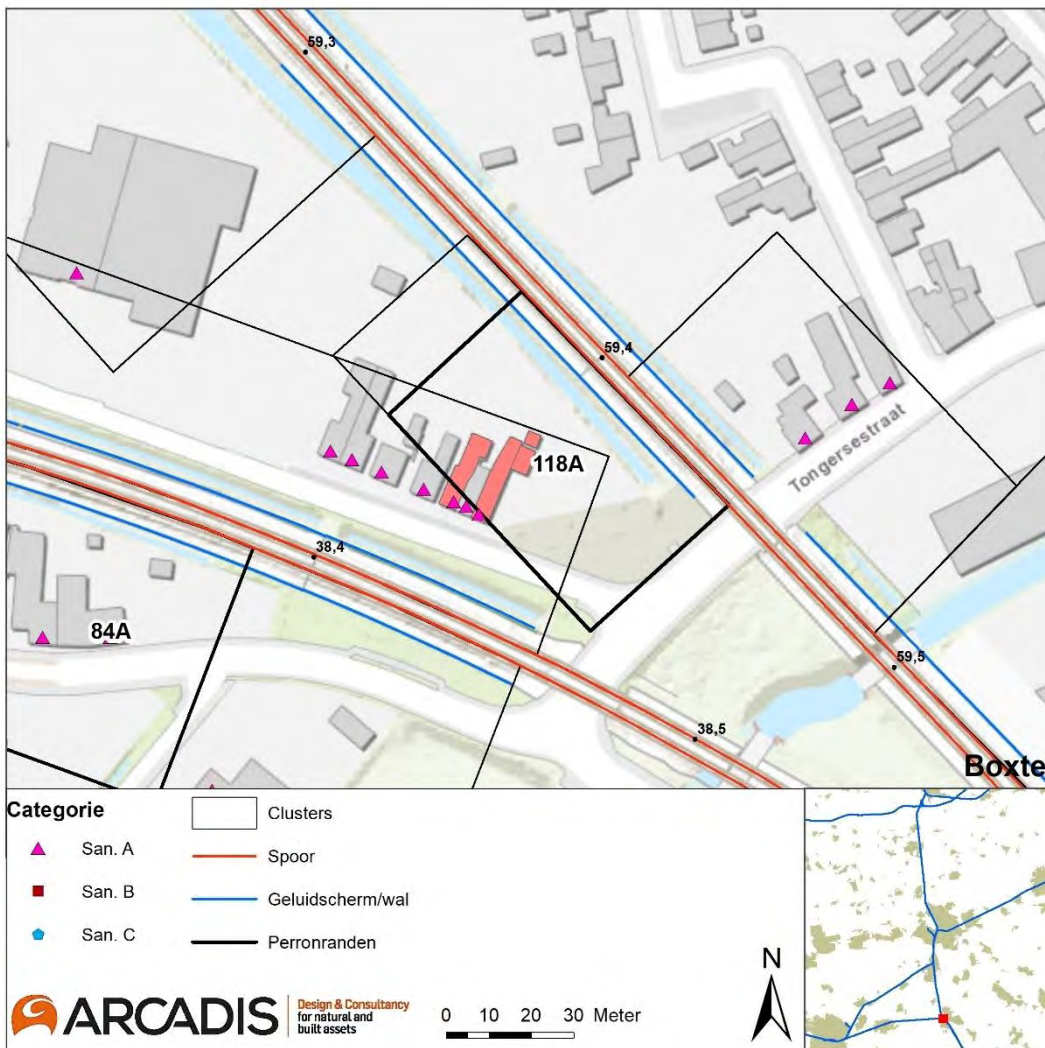 59,3
59,4
Tongersestraat
118A
38,4
84A
59,5
38,5
Boxte
Categorie
San. A
San. B
San. C
Clusters
Spoor
Geluidscherm/wal
Perronranden
N
ARCADIS
Design & Consultancy
for natural and
built assets
0 10 20 30 Meter